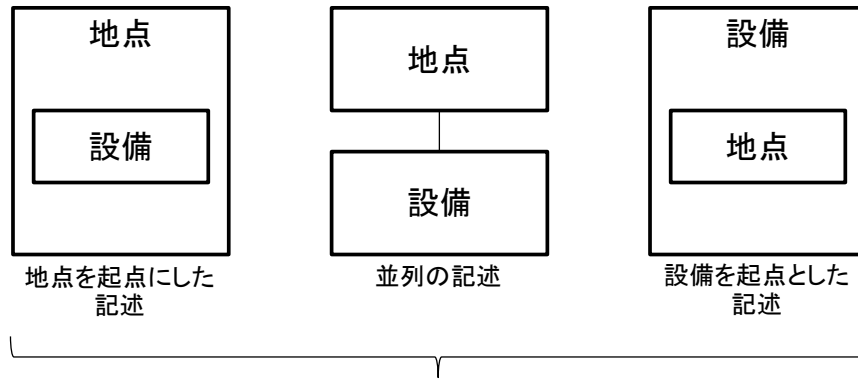 地点
設備
地点を起点にした
記述
地点
設備
並列の記述
設備
地点
設備を起点とした
記述